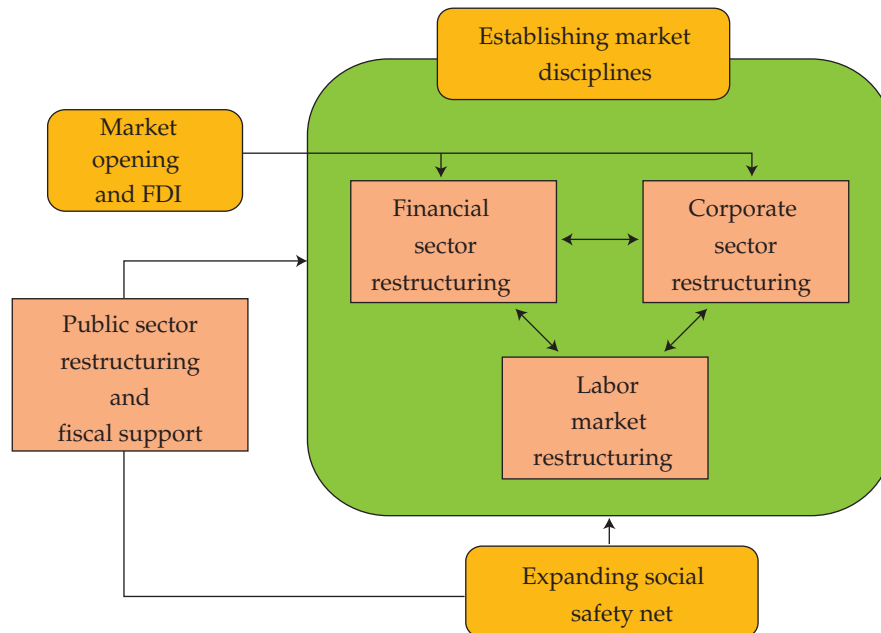 Establishing market
disciplines
Market
opening
and FDI
Financial
sector
restructuring
Corporate
sector
restructuring
Public sector
restructuring
and
fiscal support
Labor
market
restructuring
Expanding social
safety net